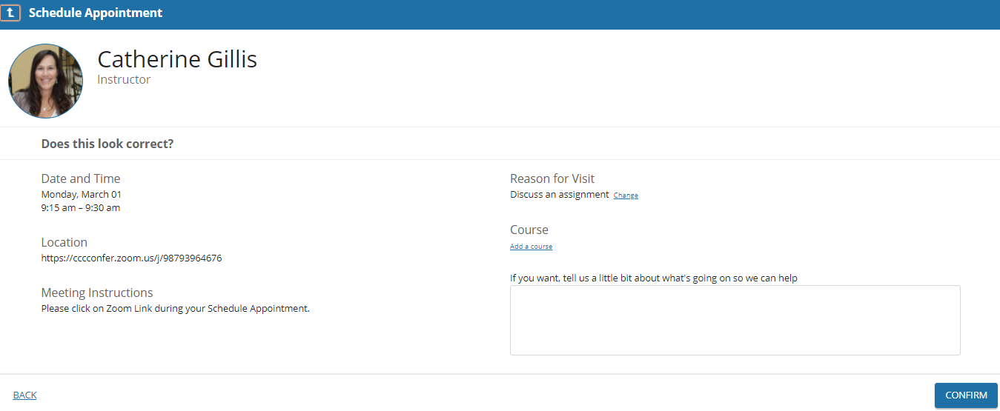 Schedule Appointment
Catherine Gillis
Instructor
Does this look correct?
Date and Time
Monday, March 01
9:15 am – 9:30 am
Location
https://cccconfer.zoom.us/j/98793964676
Meeting Instructions
Please click on Zoom Link during your Schedule Appointment.
Reason for Visit
Discuss an assignment Change
Course
Add a course
If you want, tell us a little bit about what's going on so we can help
BACK
CONFIRM